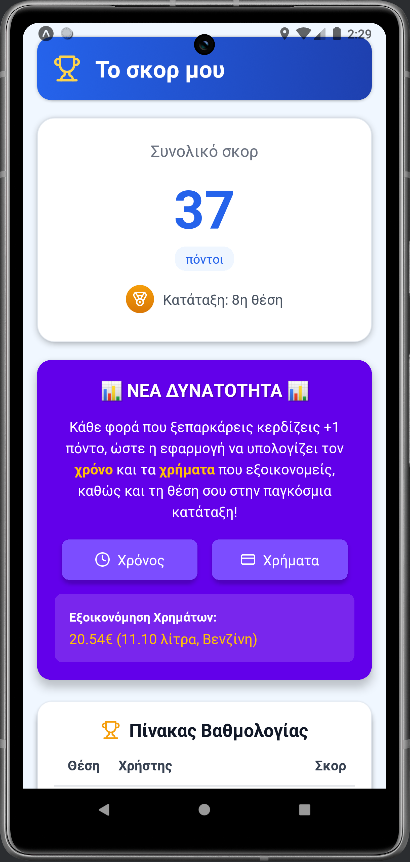 2:29
Το σκορ μου
Συνολικό σκορ
37
πόντοι
Κατάταξη: 8η θέση
📊 ΝΕΑ ΔΥΝΑΤΟΤΗΤΑ 📊
Κάθε φορά που ξεπαρκάρεις κερδίζεις +1
πόντο, ώστε η εφαρμογή να υπολογίζει τον
χρόνο και τα χρήματα που εξοικονομείς,
καθώς και τη θέση σου στην παγκόσμια
κατάταξη!
Χρόνος
Χρήματα
Εξοικονόμηση Χρημάτων:
20.54€ (11.10 λίτρα, Βενζίνη)
Πίνακας Βαθμολογίας
Θέση Χρήστης Σκορ